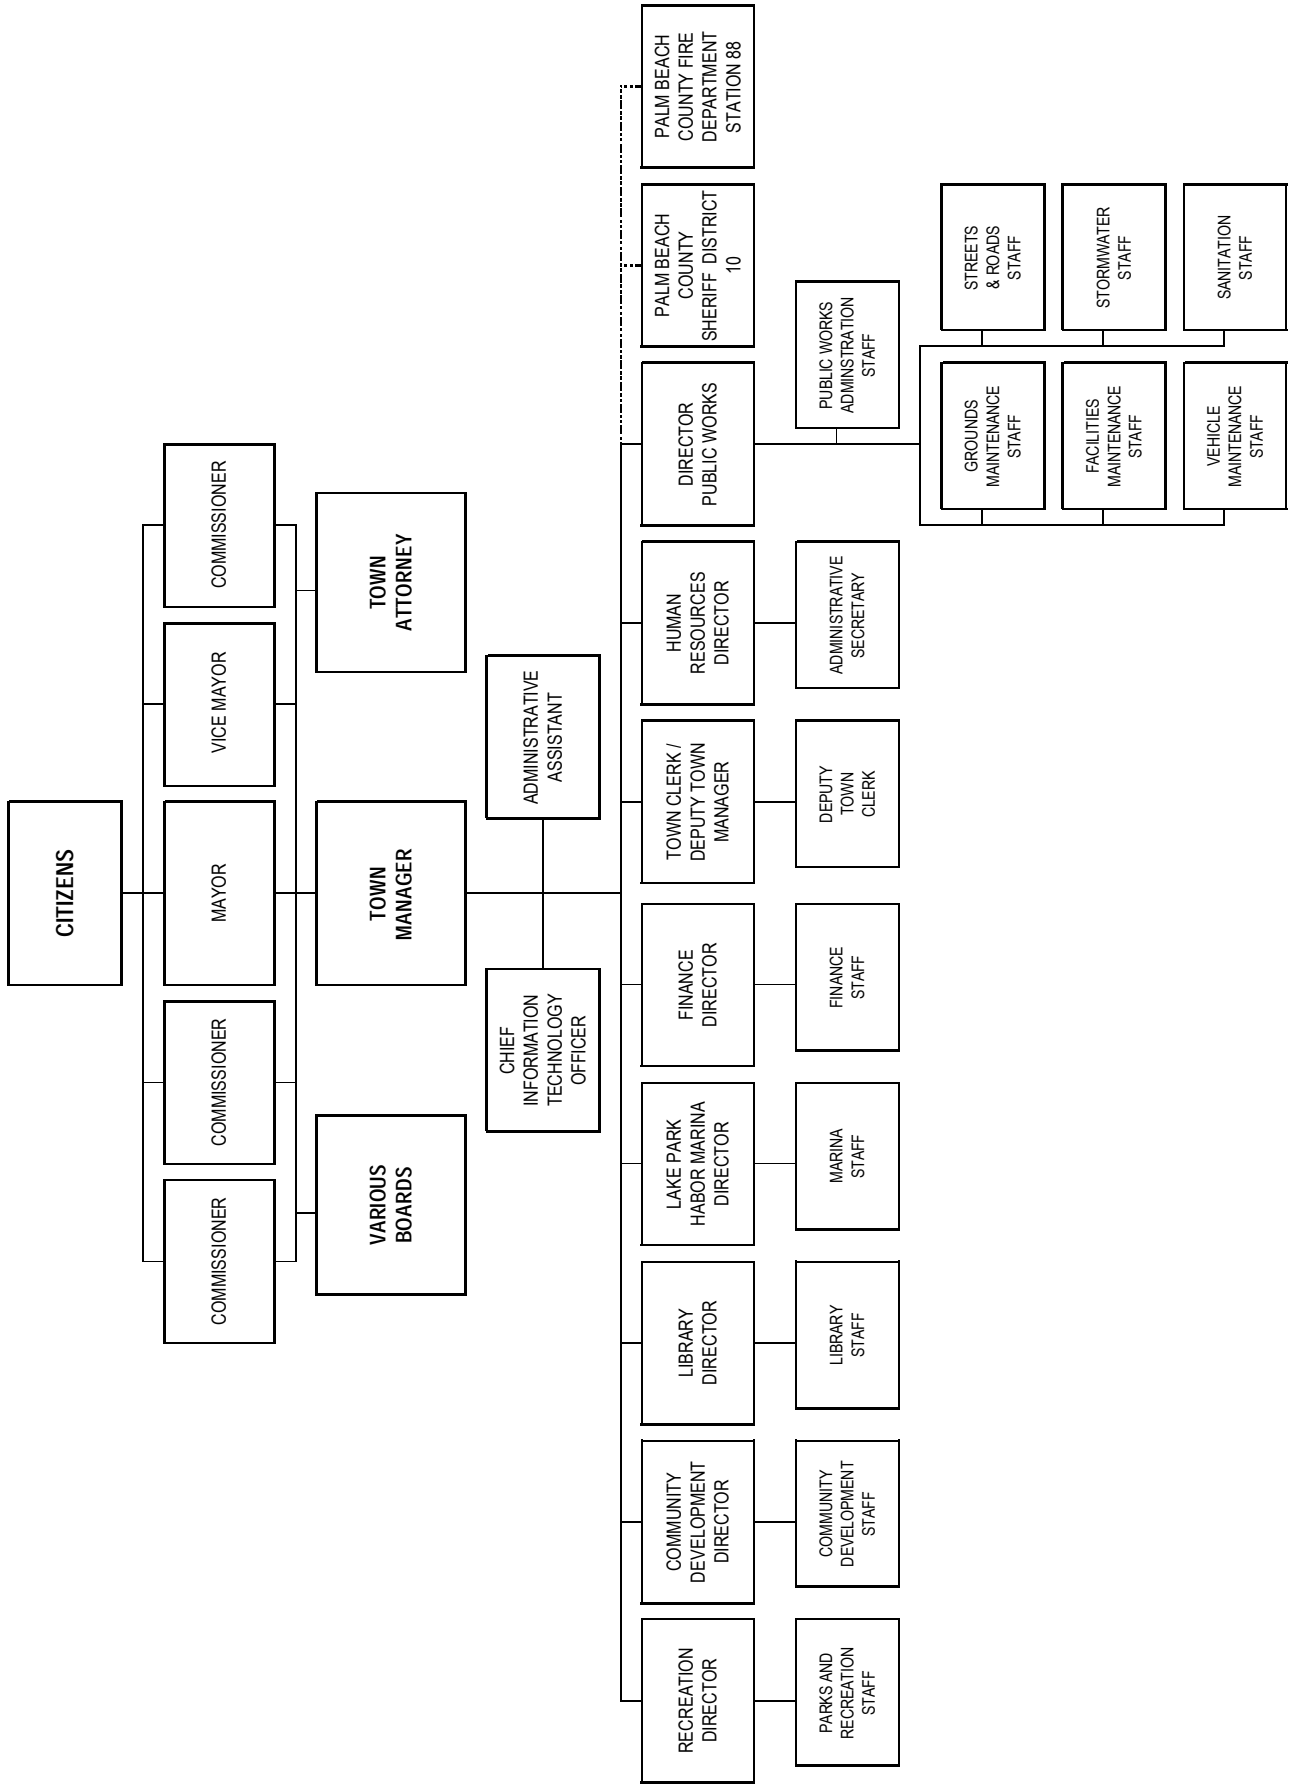 CITIZENS
COMMISSIONER
COMMISSIONER
MAYOR
VICE MAYOR
COMMISSIONER
VARIOUS
BOARDS
TOWN
MANAGER
TOWN
ATTORNEY
CHIEF
INFORMATION
TECHNOLOGY
OFFICER
ADMINISTRATIVE
ASSISTANT
RECREATION
DIRECTOR
COMMUNITY
DEVELOPMENT
DIRECTOR
LIBRARY
DIRECTOR
LAKE PARK
HABOR MARINA
DIRECTOR
FINANCE
DIRECTOR
TOWN CLERK /
DEPUTY TOWN
MANAGER
HUMAN
RESOURCES
DIRECTOR
DIRECTOR
PUBLIC WORKS
PALM BEACH
COUNTY
SHERIFF DISTRICT
10
PALM BEACH
COUNTY FIRE
DEPARTMENT
STATION 88
PARKS AND
RECREATION
STAFF
COMMUNITY
DEVELOPMENT
STAFF
LIBRARY
STAFF
MARINA
STAFF
FINANCE
STAFF
DEPUTY
TOWN
CLERK
ADMINISTRATIVE
SECRETARY
PUBLIC WORKS
ADMINSTRATION
STAFF
GROUNDS
MAINTENANCE
STAFF
STREETS
& ROADS
STAFF
FACILITIES
MAINTENANCE
STAFF
STORMWATER
STAFF
VEHICLE
MAINTENANCE
STAFF
SANITATION
STAFF